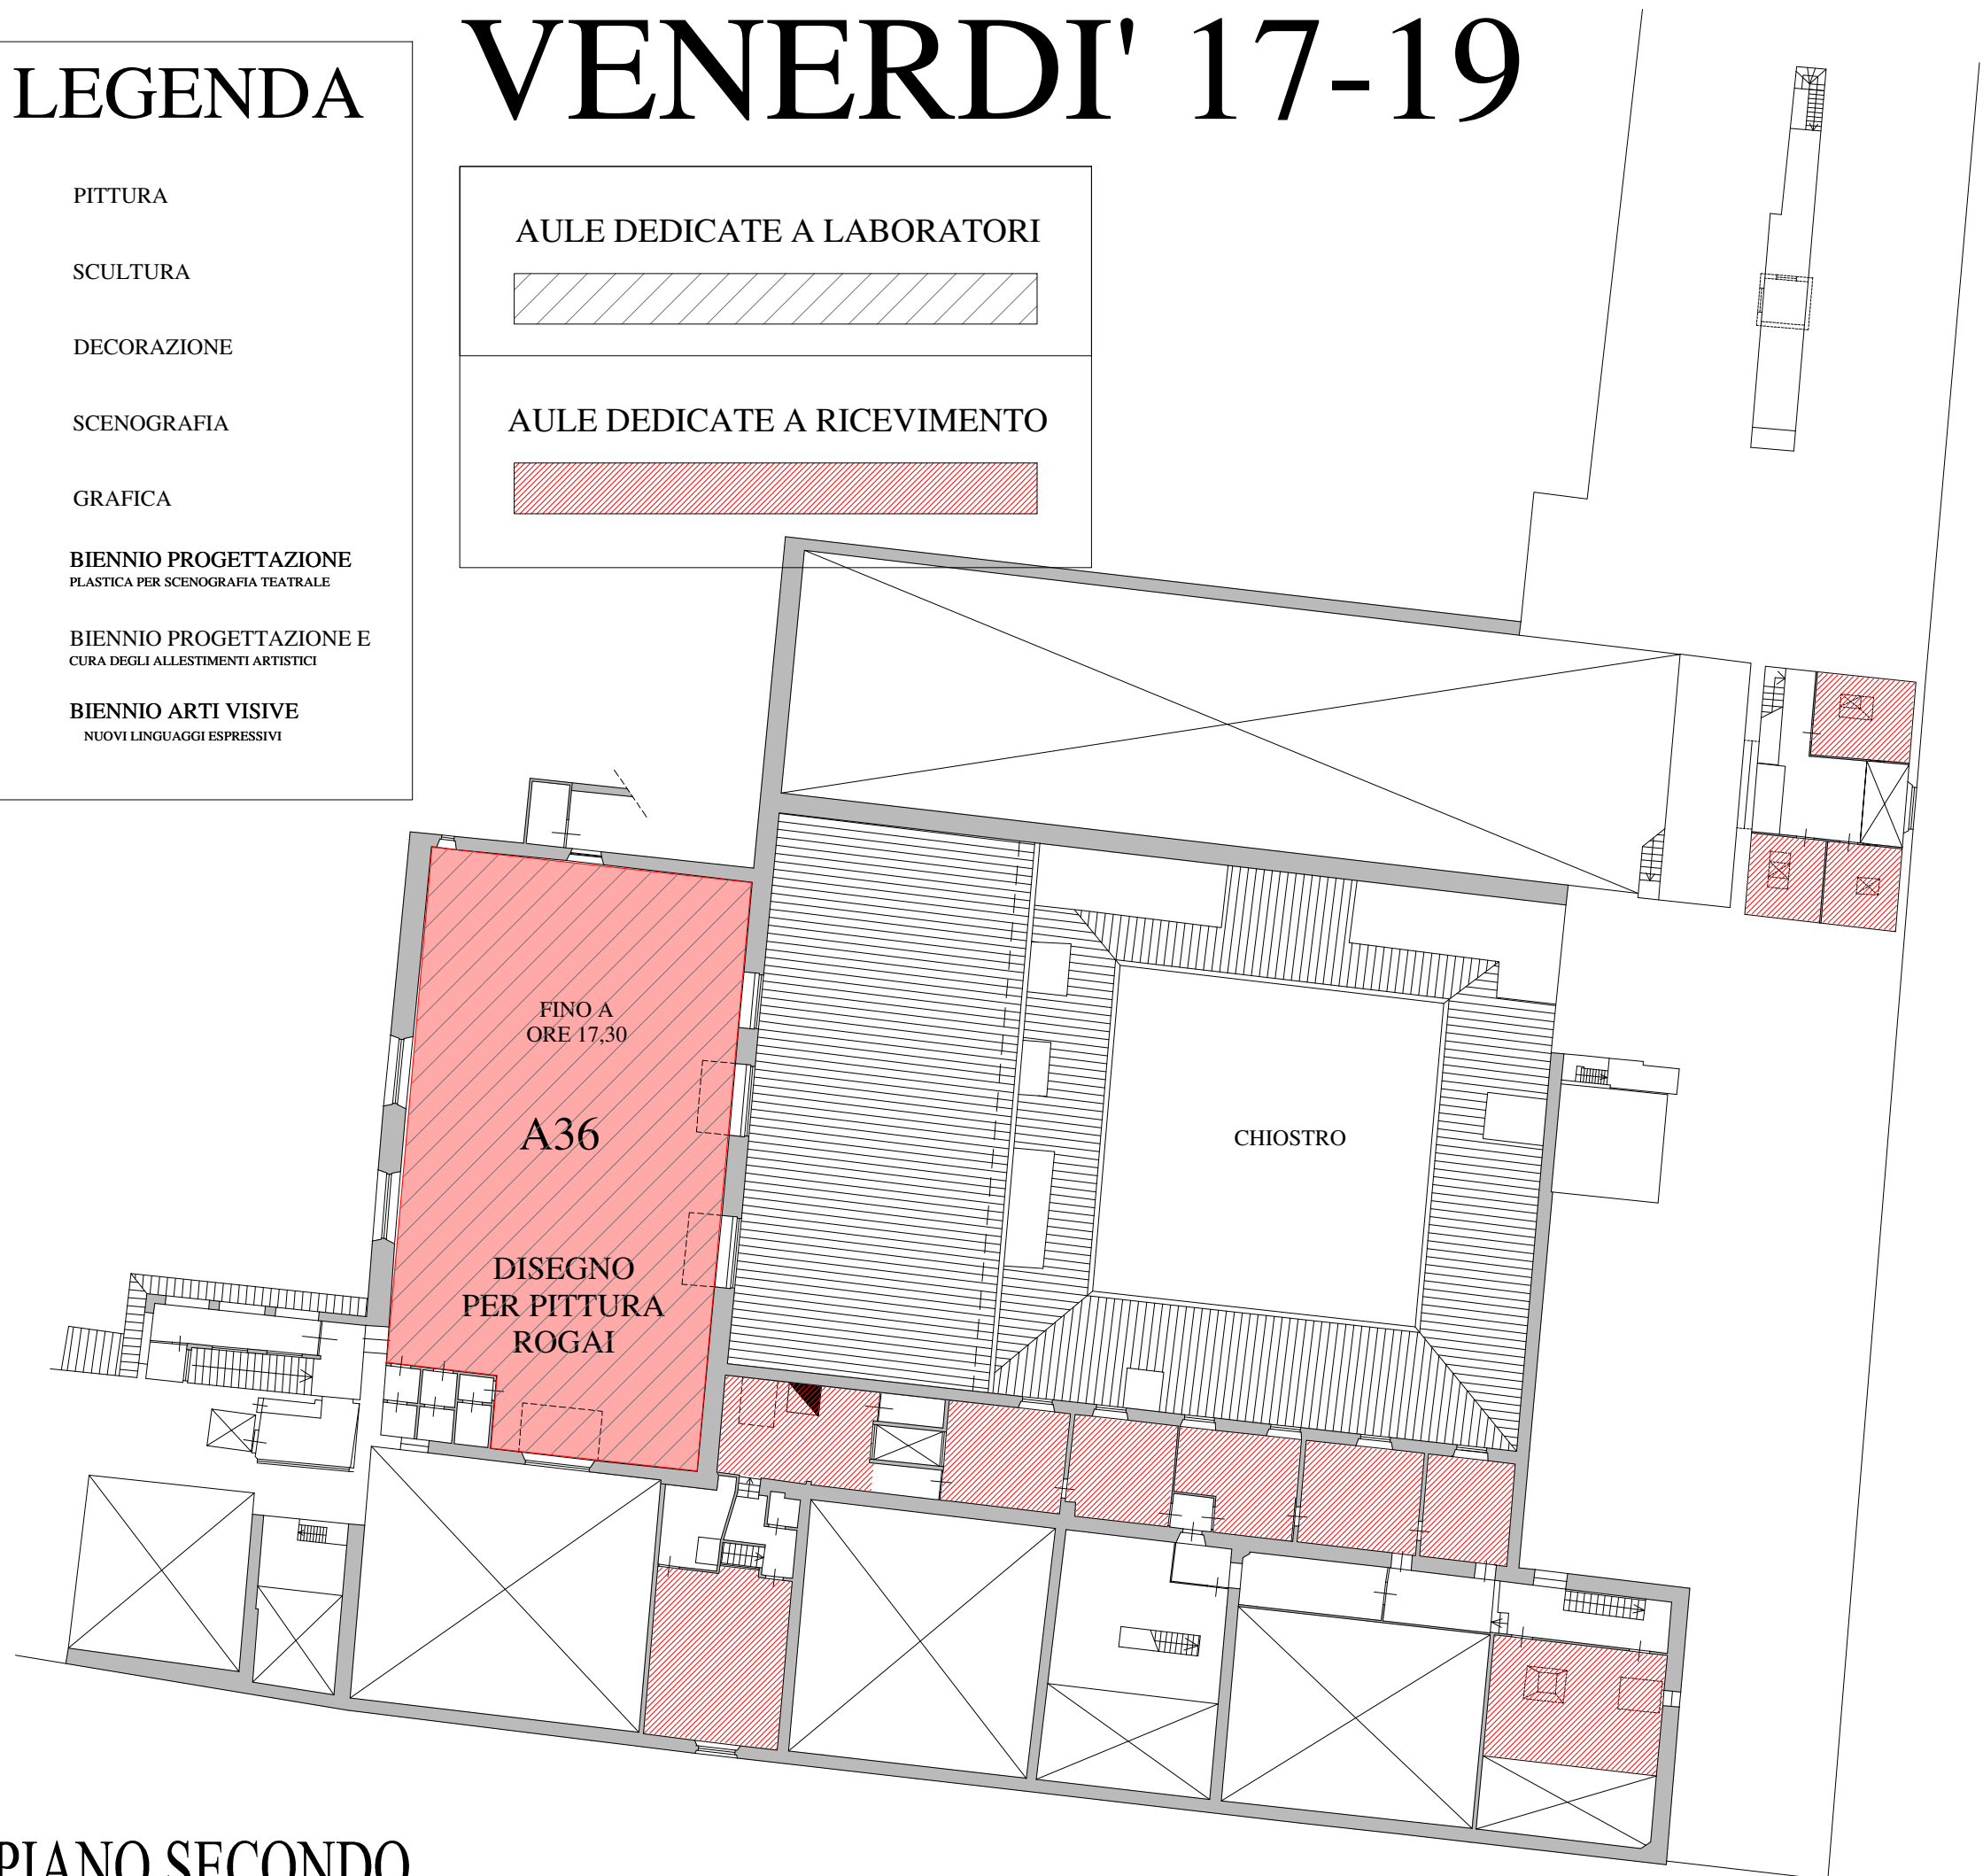 VENERDI' 17-19
LEGENDA
PITTURA
SCULTURA
DECORAZIONE
SCENOGRAFIA
GRAFICA
BIENNIO PROGETTAZIONE
PLASTICA PER SCENOGRAFIA TEATRALE
BIENNIO PROGETTAZIONE E
CURA DEGLI ALLESTIMENTI ARTISTICI
BIENNIO ARTI VISIVE
NUOVI LINGUAGGI ESPRESSIVI
AULE DEDICATE A LABORATORI
AULE DEDICATE A RICEVIMENTO
FINO A
ORE 17,30
A36
DISEGNO
PER PITTURA
ROGAI
CHIOSTRO
PIANO SECONDO